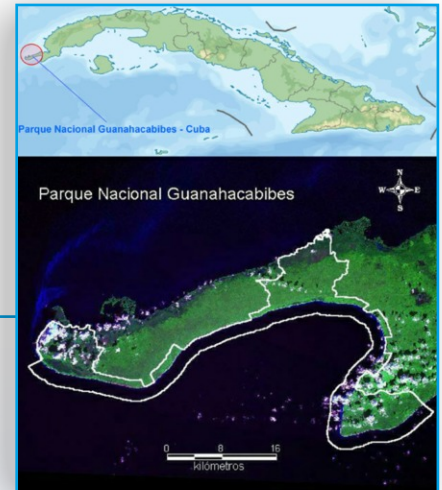 Parque Nacional Guanahacabibes - Cuba
Parque Nacional Guanahacabibes
N
W
E
S
0 8 16
kilómetros